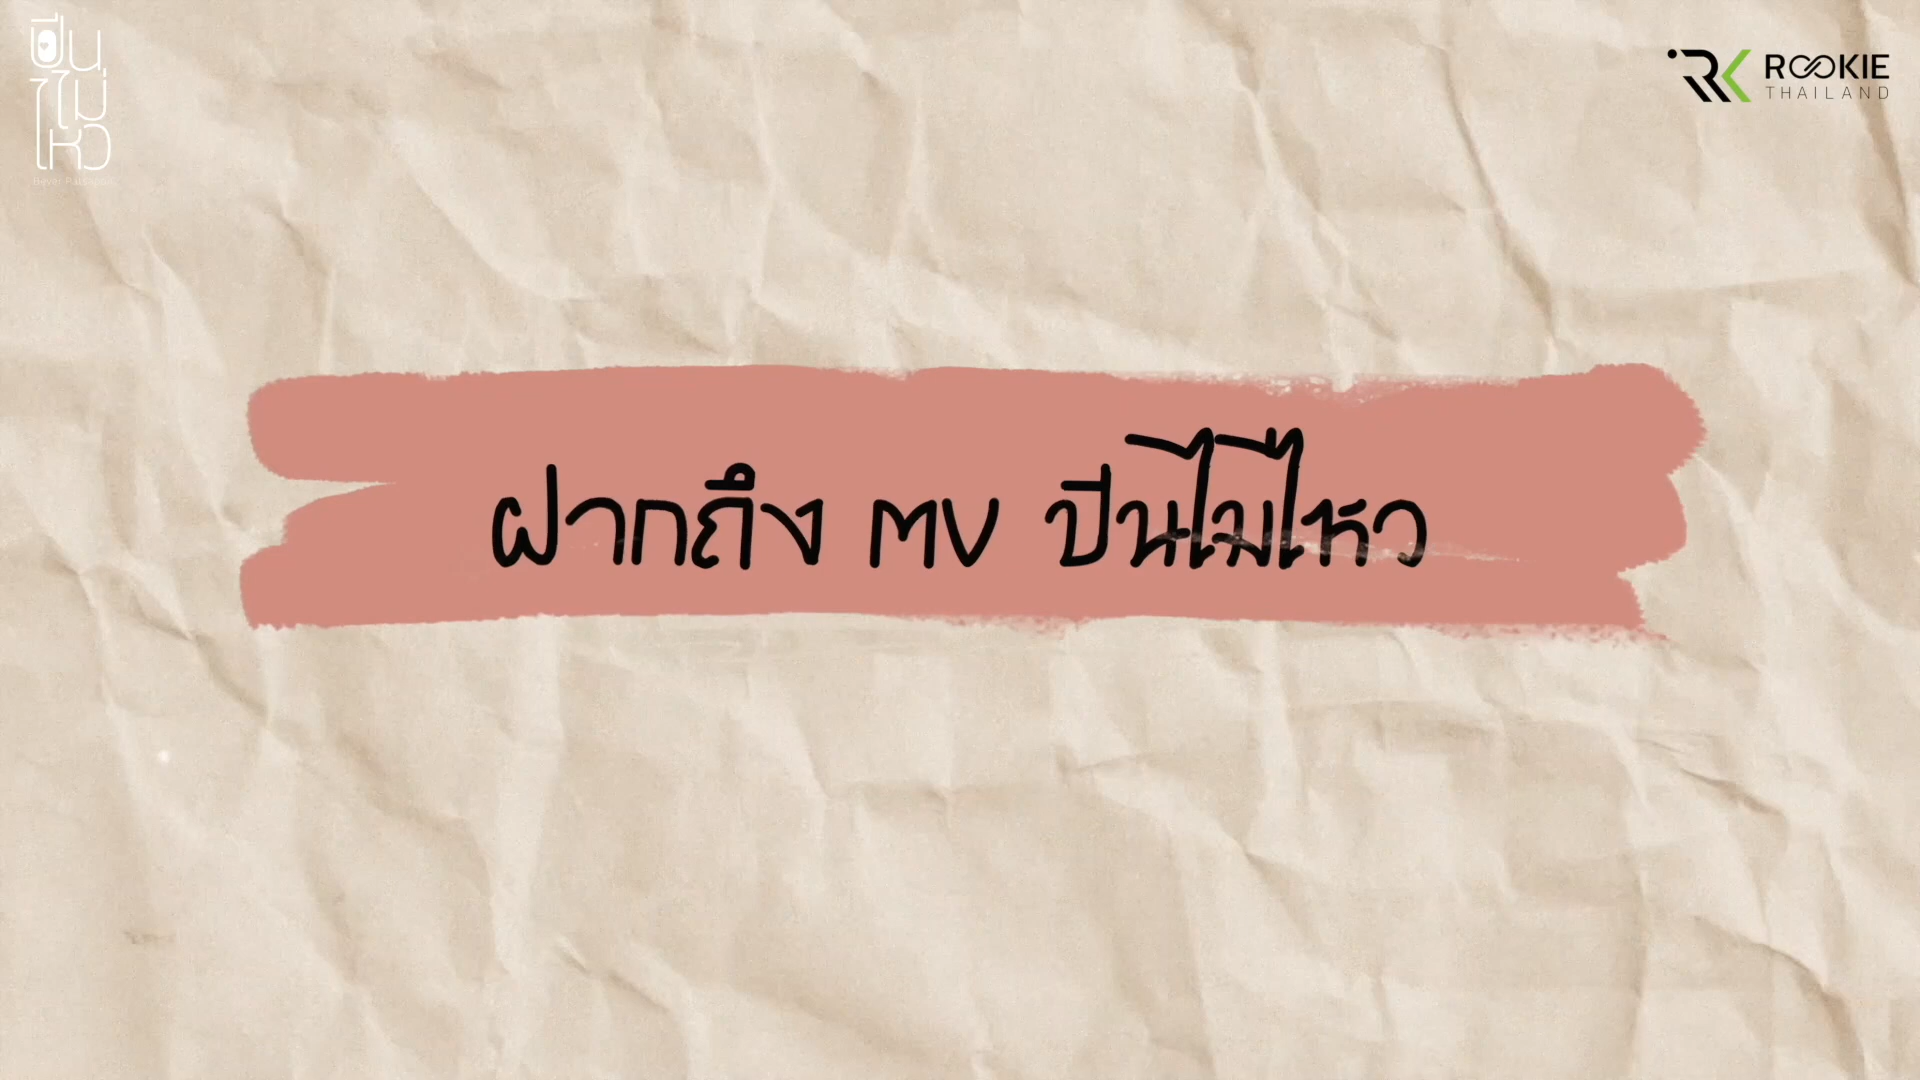 ปีน
ไม่
ไหว
ROOKIE
THAILAND
ฝากถึง MV ปีนไม่ไหว